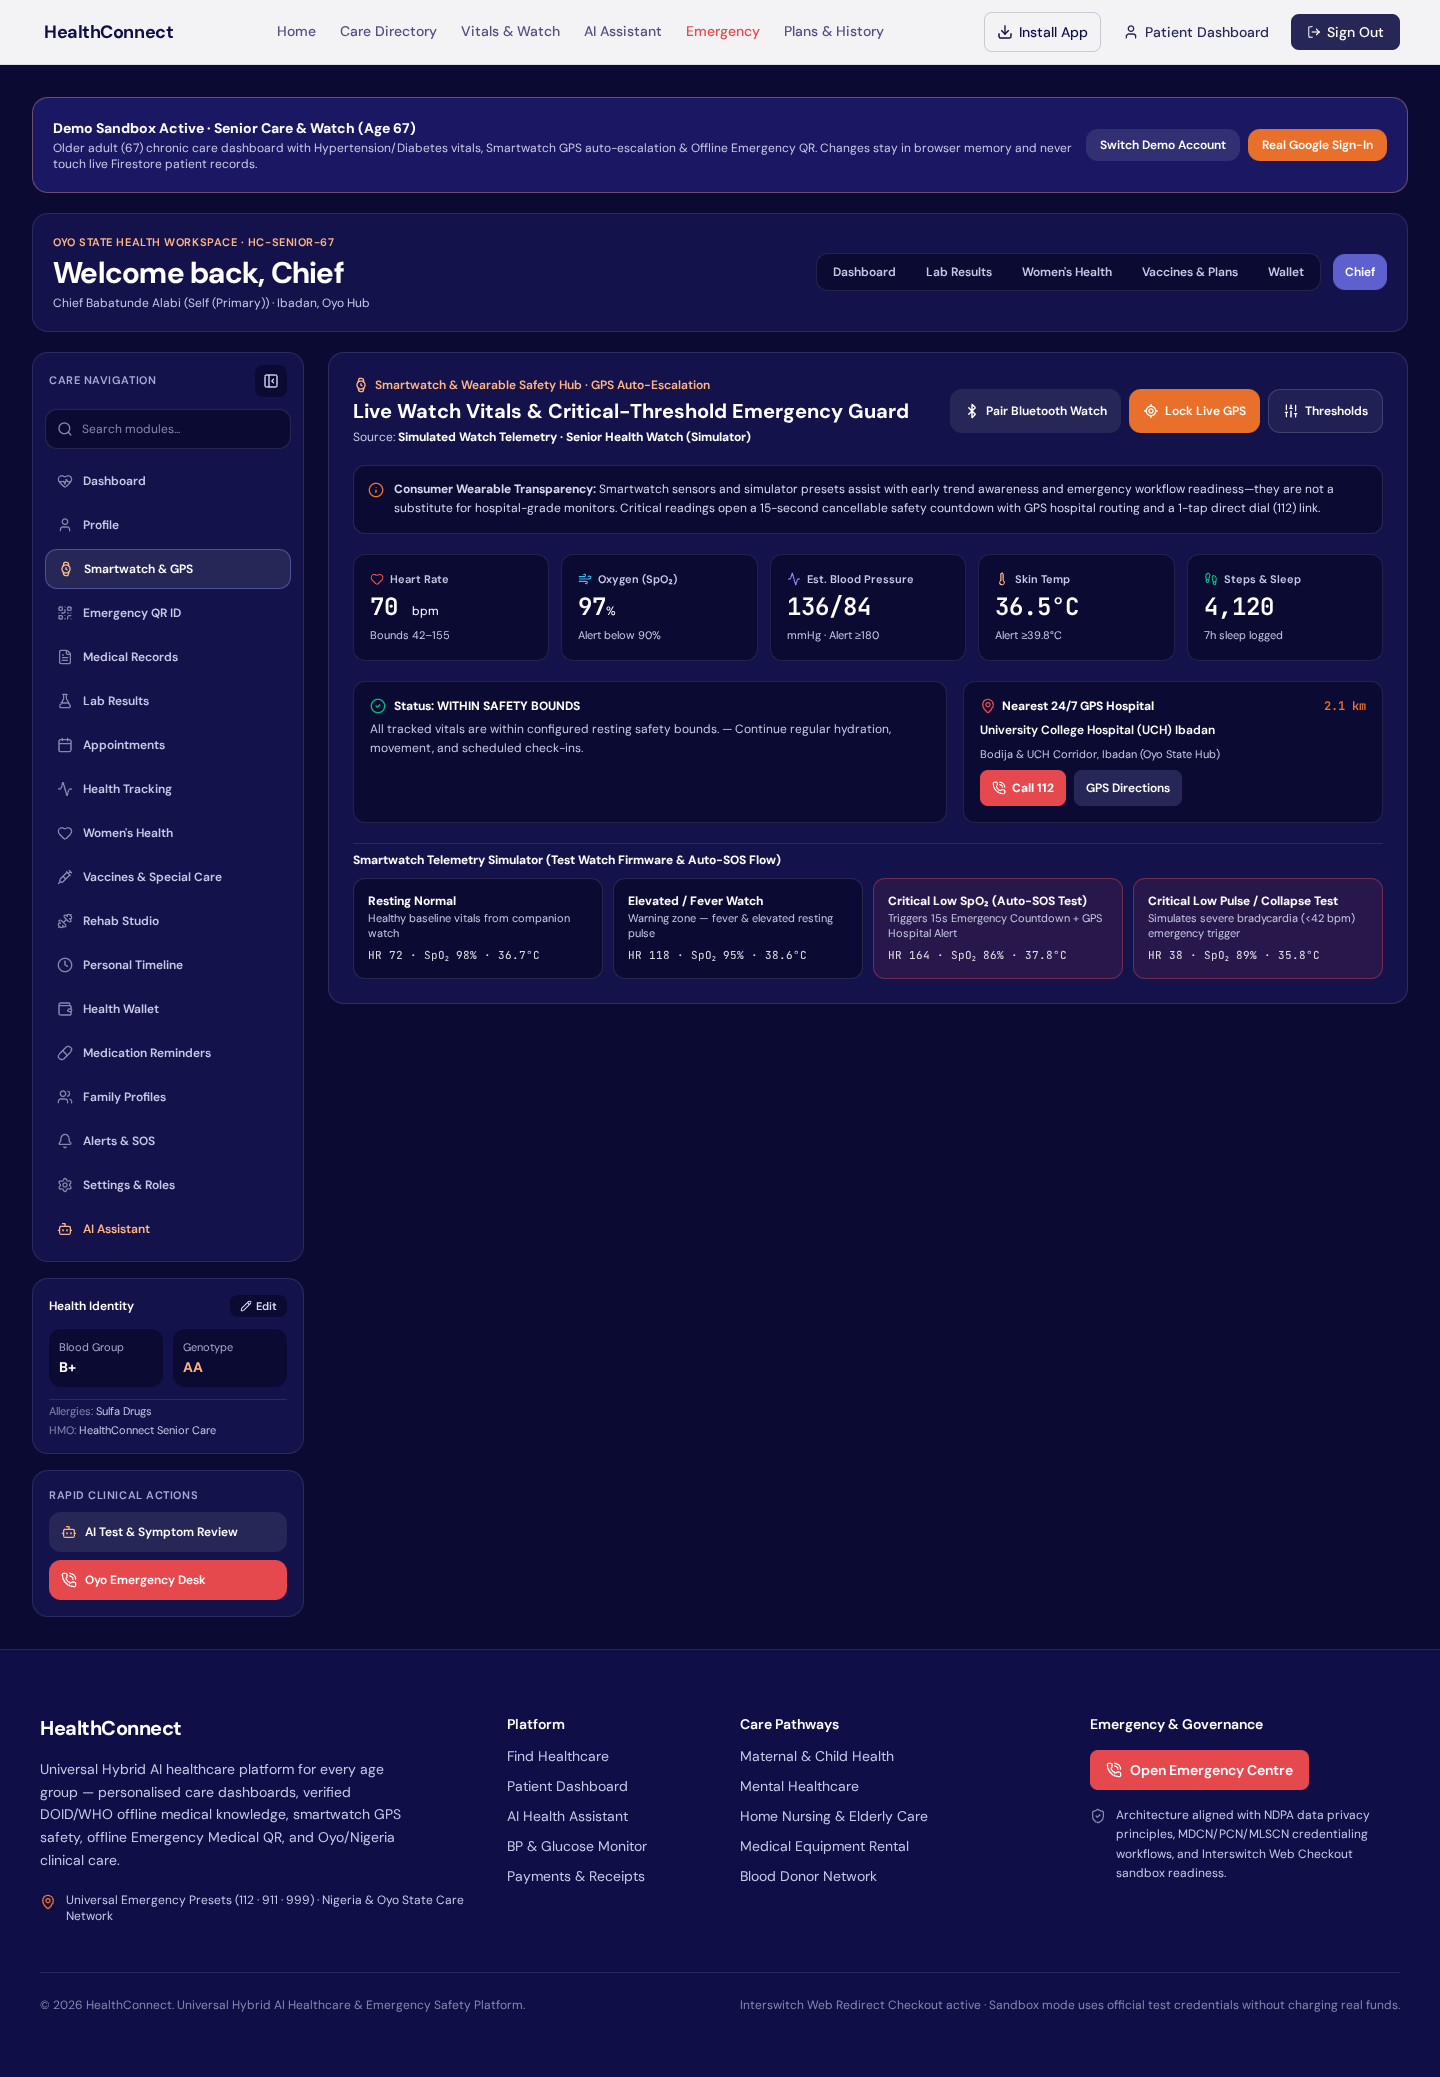 HealthConnect
Home
Care Directory
Vitals & Watch
AI Assistant
Emergency
Plans & History
Install App
Patient Dashboard
Sign Out
Demo Sandbox Active · Senior Care & Watch (Age 67)
Older adult (67) chronic care dashboard with Hypertension/Diabetes vitals, Smartwatch GPS auto-escalation & Offline Emergency QR. Changes stay in browser memory and never
touch live Firestore patient records.
Switch Demo Account
Real Google Sign-In
OYO STATE HEALTH WORKSPACE · HC-SENIOR-67
Welcome back, Chief
Chief Babatunde Alabi (Self (Primary)) · Ibadan, Oyo Hub
Dashboard
Lab Results
Women's Health
Vaccines & Plans
Wallet
Chief
CARE NAVIGATION
Search modules...
Dashboard
Profile
Smartwatch & GPS
Emergency QR ID
Medical Records
Lab Results
Appointments
Health Tracking
Women's Health
Vaccines & Special Care
Rehab Studio
Personal Timeline
Health Wallet
Medication Reminders
Family Profiles
Alerts & SOS
Settings & Roles
AI Assistant
Health Identity
Edit
Blood Group
B+
Genotype
AA
Allergies: Sulfa Drugs
HMO: HealthConnect Senior Care
RAPID CLINICAL ACTIONS
AI Test & Symptom Review
Oyo Emergency Desk
Smartwatch & Wearable Safety Hub · GPS Auto-Escalation
Live Watch Vitals & Critical-Threshold Emergency Guard
Source: Simulated Watch Telemetry · Senior Health Watch (Simulator)
Pair Bluetooth Watch
Lock Live GPS
Thresholds
Consumer Wearable Transparency: Smartwatch sensors and simulator presets assist with early trend awareness and emergency workflow readiness—they are not a
substitute for hospital-grade monitors. Critical readings open a 15-second cancellable safety countdown with GPS hospital routing and a 1-tap direct dial (112) link.
Heart Rate
70 bpm
Bounds 42–155
Oxygen (SpO₂)
97%
Alert below 90%
Est. Blood Pressure
136/84
mmHg · Alert ≥180
Skin Temp
36.5°C
Alert ≥39.8°C
Steps & Sleep
4,120
7h sleep logged
Status: WITHIN SAFETY BOUNDS
All tracked vitals are within configured resting safety bounds. — Continue regular hydration,
movement, and scheduled check-ins.
Nearest 24/7 GPS Hospital
2.1 km
University College Hospital (UCH) Ibadan
Bodija & UCH Corridor, Ibadan (Oyo State Hub)
Call 112
GPS Directions
Smartwatch Telemetry Simulator (Test Watch Firmware & Auto-SOS Flow)
Resting Normal
Healthy baseline vitals from companion
watch
HR 72 · SpO₂ 98% · 36.7°C
Elevated / Fever Watch
Warning zone — fever & elevated resting
pulse
HR 118 · SpO₂ 95% · 38.6°C
Critical Low SpO₂ (Auto-SOS Test)
Triggers 15s Emergency Countdown + GPS
Hospital Alert
HR 164 · SpO₂ 86% · 37.8°C
Critical Low Pulse / Collapse Test
Simulates severe bradycardia (<42 bpm)
emergency trigger
HR 38 · SpO₂ 89% · 35.8°C
HealthConnect
Universal Hybrid AI healthcare platform for every age
group — personalised care dashboards, verified
DOID/WHO offline medical knowledge, smartwatch GPS
safety, offline Emergency Medical QR, and Oyo/Nigeria
clinical care.
Universal Emergency Presets (112 · 911 · 999) · Nigeria & Oyo State Care
Network
Platform
Find Healthcare
Patient Dashboard
AI Health Assistant
BP & Glucose Monitor
Payments & Receipts
Care Pathways
Maternal & Child Health
Mental Healthcare
Home Nursing & Elderly Care
Medical Equipment Rental
Blood Donor Network
Emergency & Governance
Open Emergency Centre
Architecture aligned with NDPA data privacy
principles, MDCN/PCN/MLSCN credentialing
workflows, and Interswitch Web Checkout
sandbox readiness.
© 2026 HealthConnect. Universal Hybrid AI Healthcare & Emergency Safety Platform.
Interswitch Web Redirect Checkout active · Sandbox mode uses official test credentials without charging real funds.